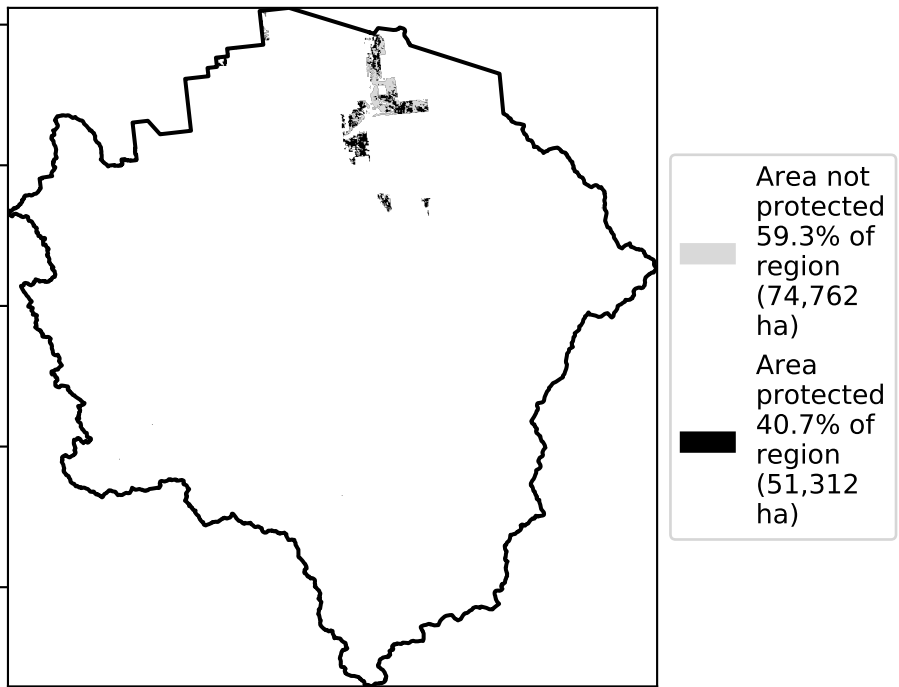 Area not
protected
59.3% of
region
(74,762
ha)
Area
protected
40.7% of
region
(51,312
ha)